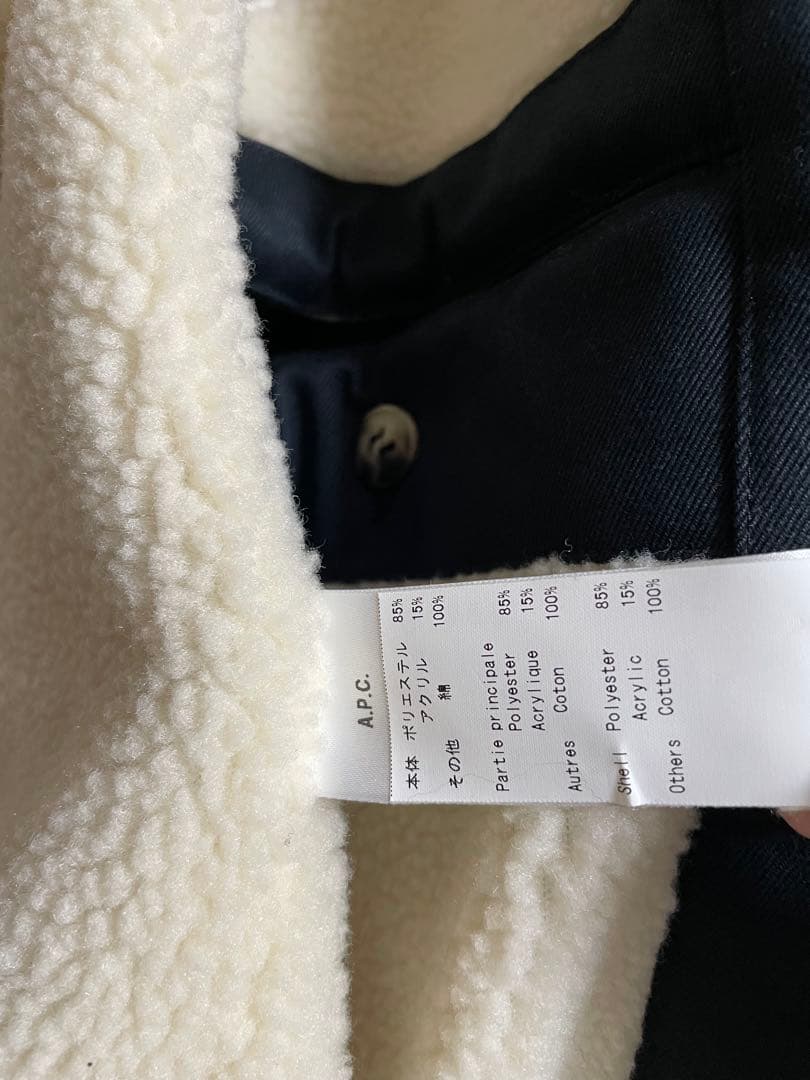 A.P.C.
本体 ポリエステル 85%
アクリル 15%
その他 綿 100%
Partie principale
Polyester 85%
Acrylique 15%
Autres Coton 100%
Shell Polyester 85%
Acrylic 15%
Others Cotton 100%